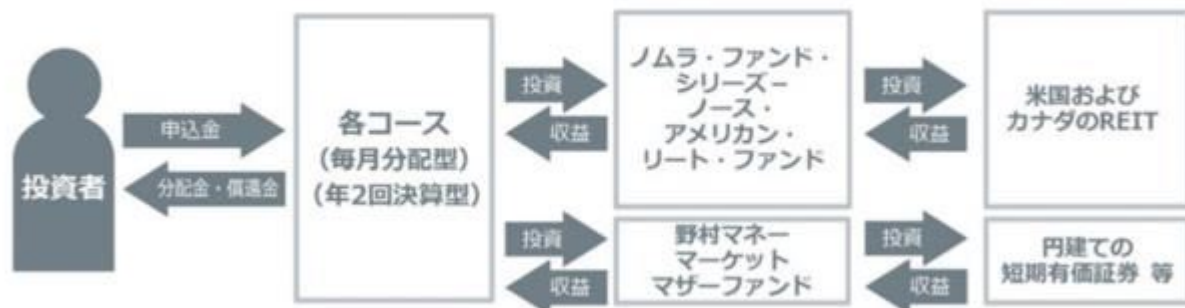 投資者
申込金
分配金・償還金
各コース
（毎月分配型）
（年2回決算型）
投資
収益
ノムラ・ファンド・
シリーズ－
ノース・
アメリカン・
リート・ファンド
投資
収益
米国および
カナダのREIT
投資
収益
野村マネー
マーケット
マザーファンド
投資
収益
円建ての
短期有価証券 等